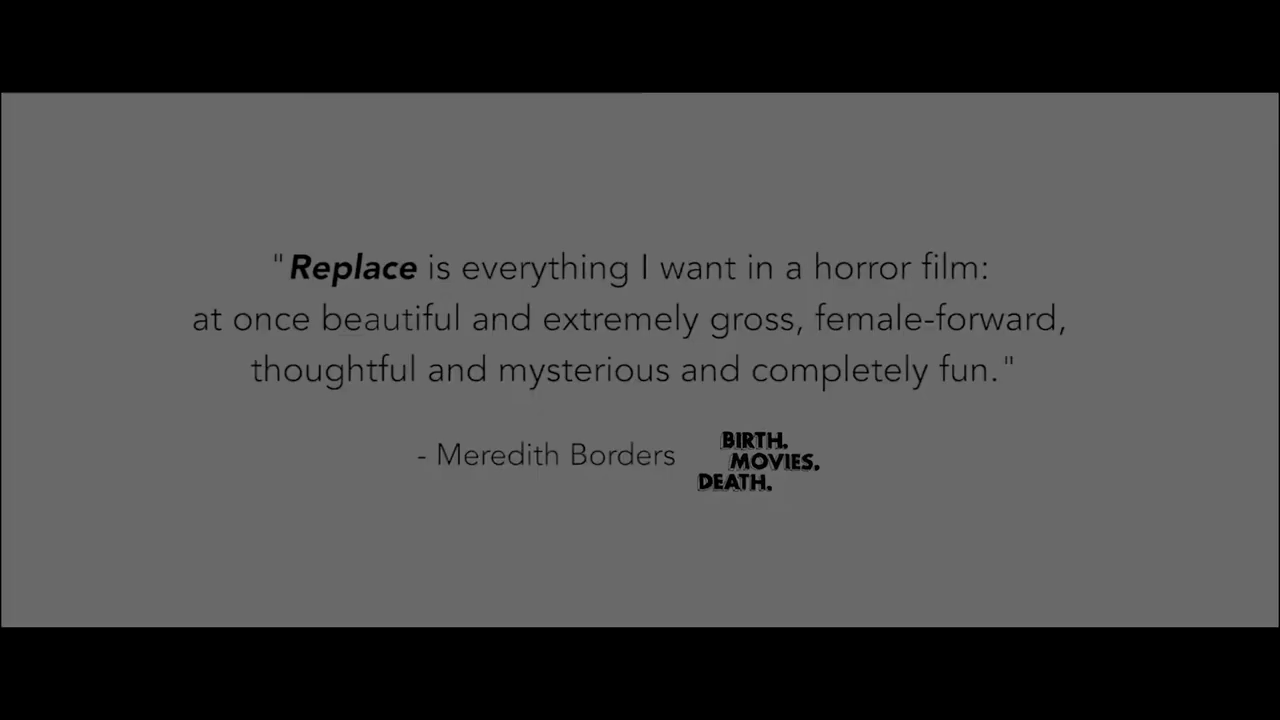 "Replace is everything I want in a horror film:
at once beautiful and extremely gross, female-forward,
thoughtful and mysterious and completely fun."
- Meredith Borders
BIRTH.
MOVIES.
DEATH.